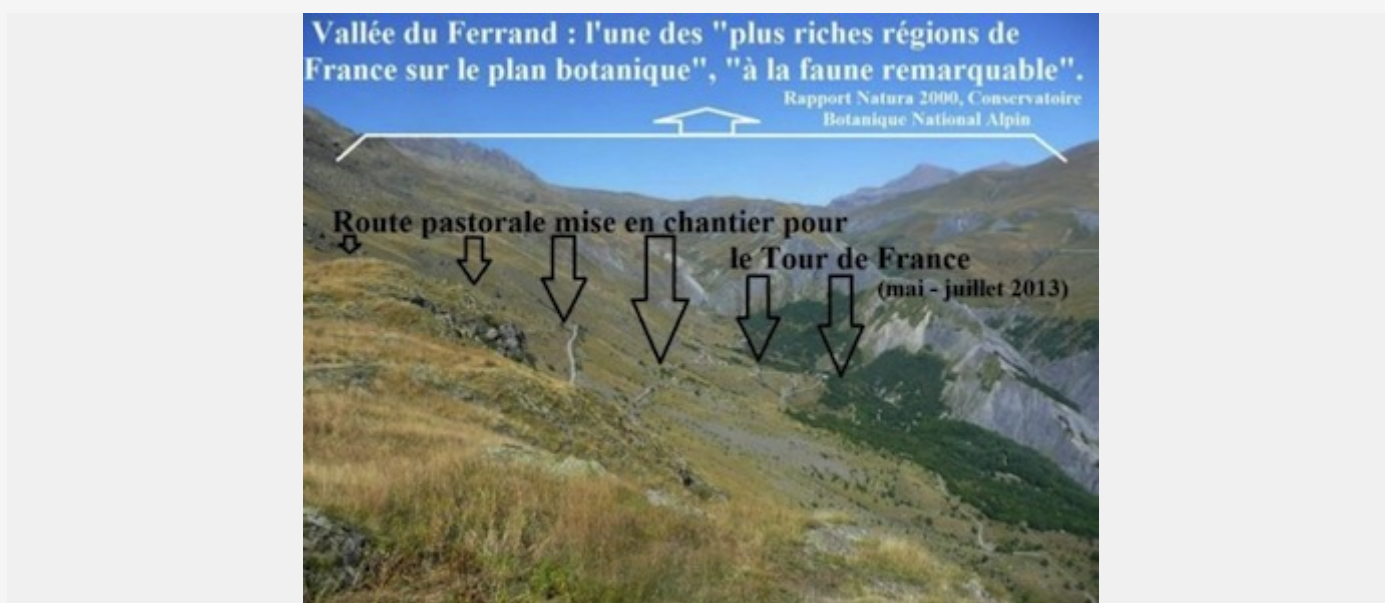 Vallée du Ferrand : l'une des "plus riches régions de
France sur le plan botanique", "à la faune remarquable".
Rapport Natura 2000, Conservatoire
Botanique National Alpin
Route pastorale mise en chantier pour
le Tour de France
(mai - juillet 2013)